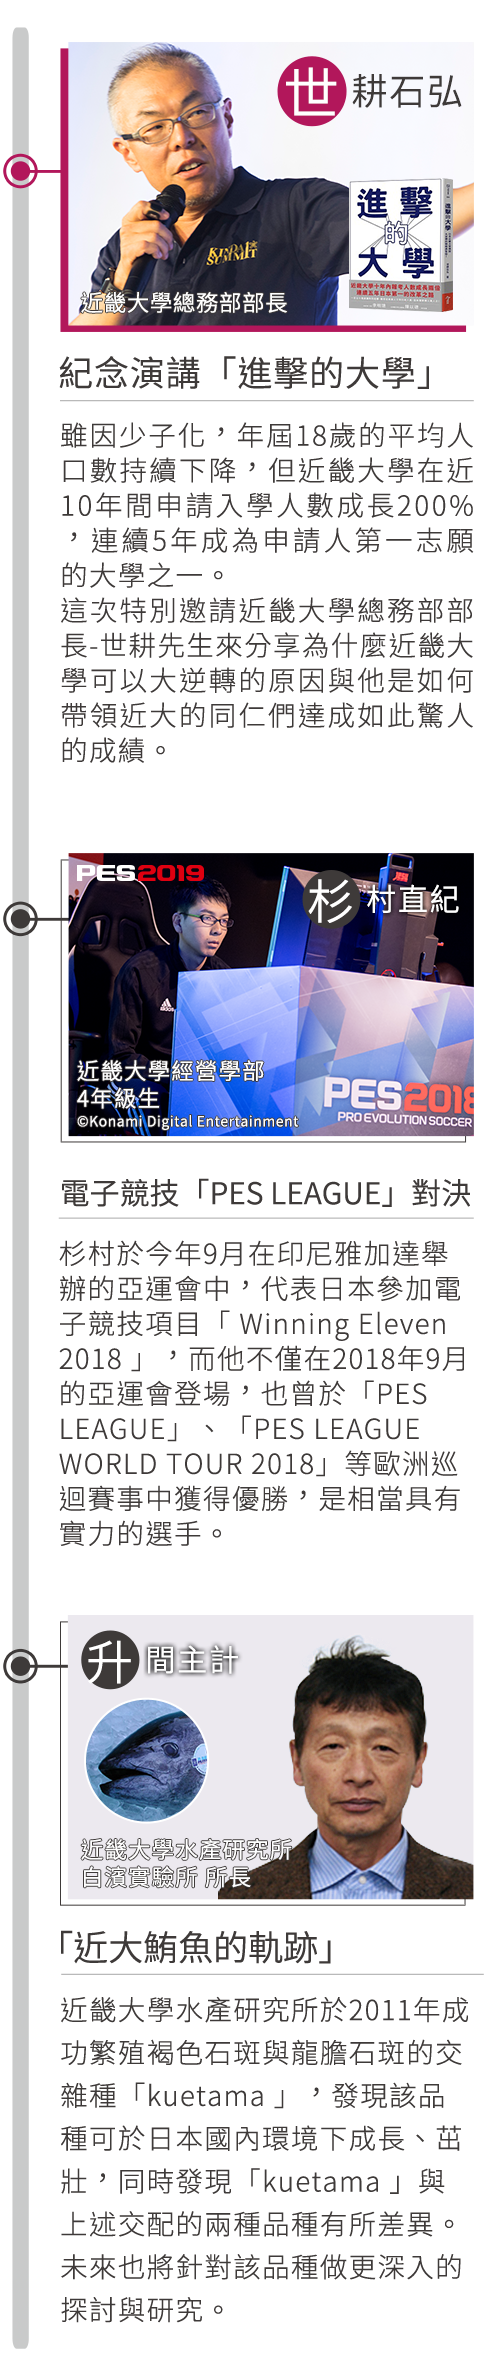 世耕石弘
KINDAI
SUMMIT
進擊
的
大學
近畿大學總務部部長
紀念演講「進擊的大學」
雖因少子化，年屆18歲的平均人
口數持續下降，但近畿大學在近
10年間申請入學人數成長200%
，連續5年成為申請人第一志願
的大學之一。
這次特別邀請近畿大學總務部部
長-世耕先生來分享為什麼近畿大
學可以大逆轉的原因與他是如何
帶領近大的同仁們達成如此驚人
的成績。
PES2019
杉村直紀
adidas
近畿大學經營學部
4年級生
©Konami Digital Entertainment
PES2018
PRO EVOLUTION SOCCER
電子競技「PES LEAGUE」對決
杉村於今年9月在印尼雅加達舉
辦的亞運會中，代表日本參加電
子競技項目「 Winning Eleven
2018 」，而他不僅在2018年9月
的亞運會登場，也曾於「PES
LEAGUE」、「PES LEAGUE
WORLD TOUR 2018」等歐洲巡
迴賽事中獲得優勝，是相當具有
實力的選手。
升間主計
近畿大學水產研究所
白濱實驗所 所長
「近大鮪魚的軌跡」
近畿大學水產研究所於2011年成
功繁殖褐色石斑與龍膽石斑的交
雜種「kuetama 」，發現該品
種可於日本國內環境下成長、茁
壯，同時發現「kuetama 」與
上述交配的兩種品種有所差異。
未來也將針對該品種做更深入的
探討與研究。